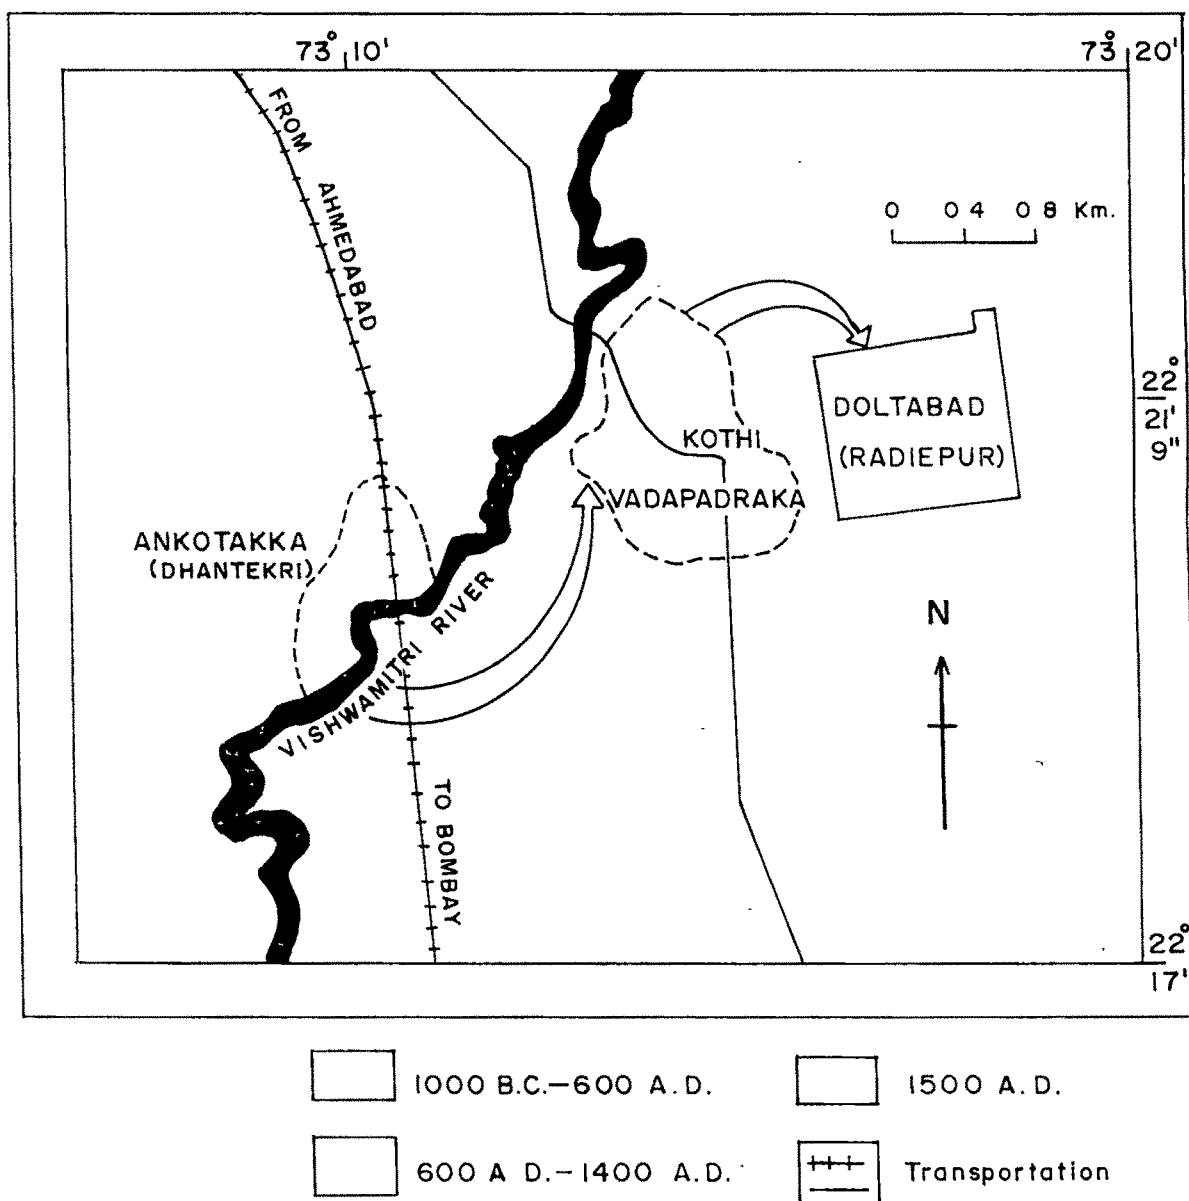 73° 10' 73° 20'
FROM AHMEDABAD
0 04 08 Km.
22°
21'
9"
DOLTABAD
(RADIEPUR)
KOTHI
VADAPADRAKA
ANKOTAKKA
(DHANTEKRI)
VISHWAMITRI RIVER
N
TO BOMBAY
22°
17'
1000 B.C.-600 A.D. 1500 A.D.
600 A D.-1400 A.D. Transportation